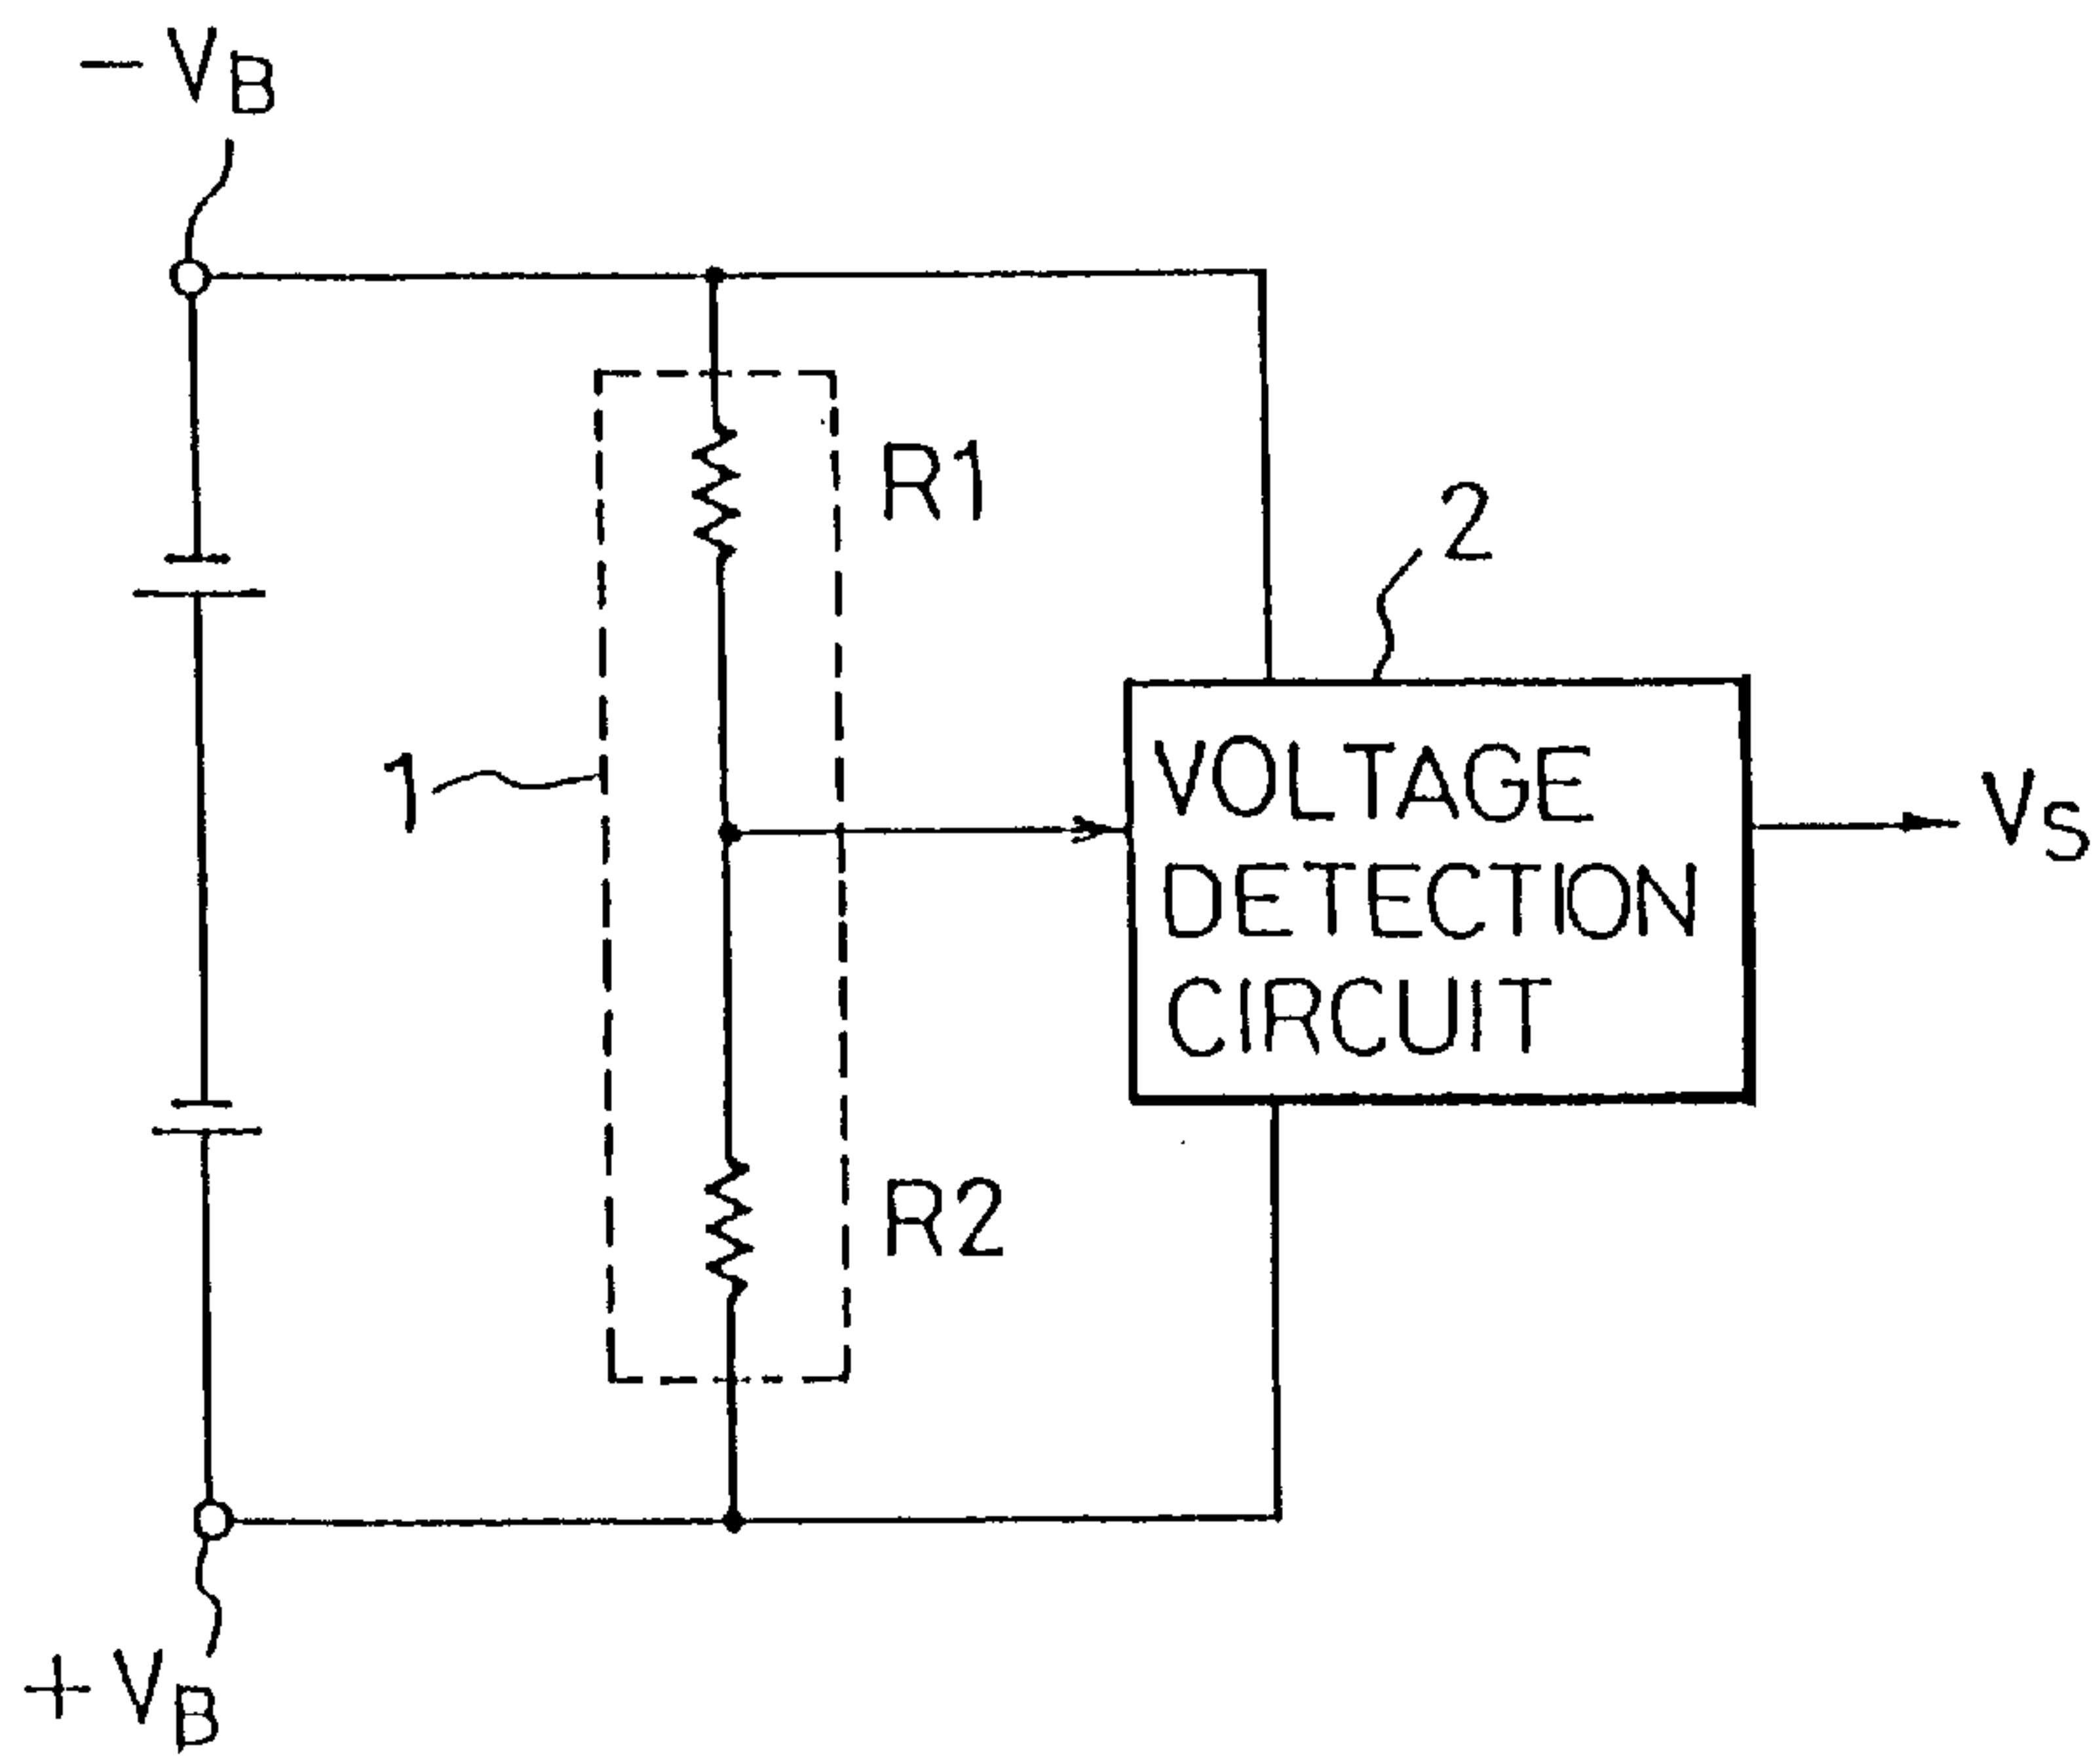 −VB
R1
2
1
VOLTAGE
DETECTION
CIRCUIT
VS
R2
+VB